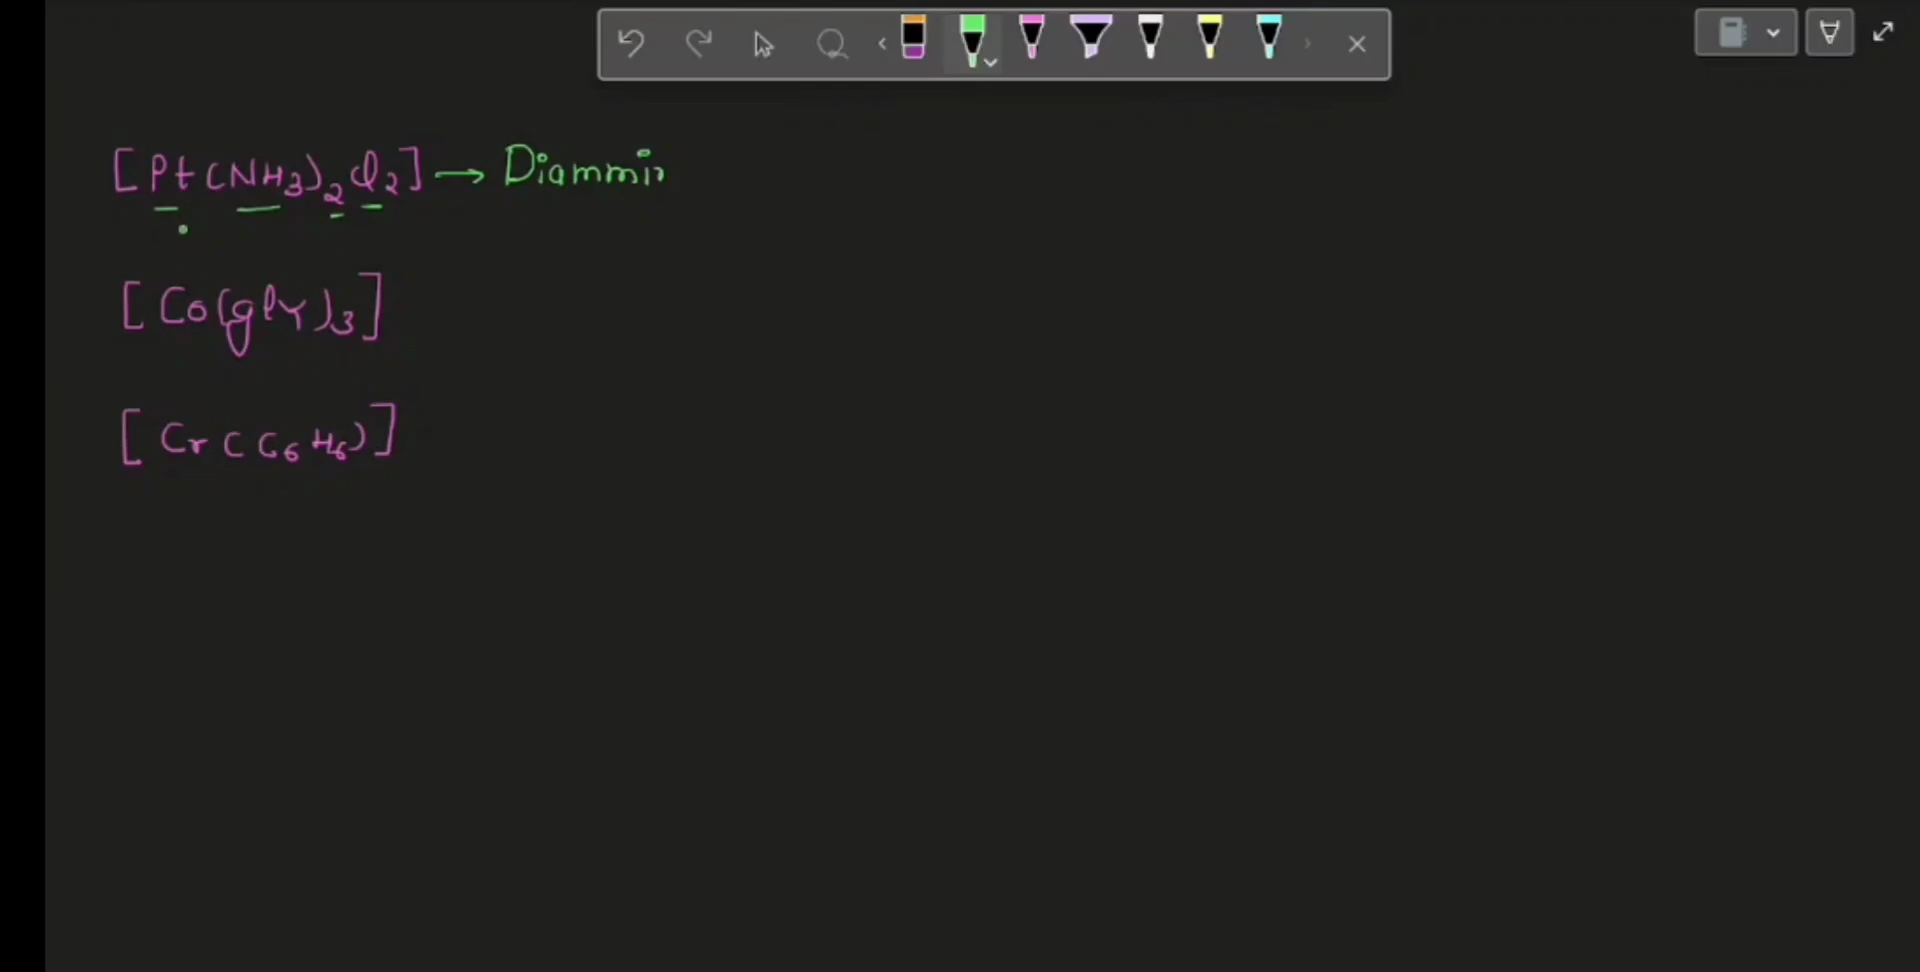 [Pt(NH3)2Cl2] → Diammin
[Co(gly)3]
[Cr(C6H6)]